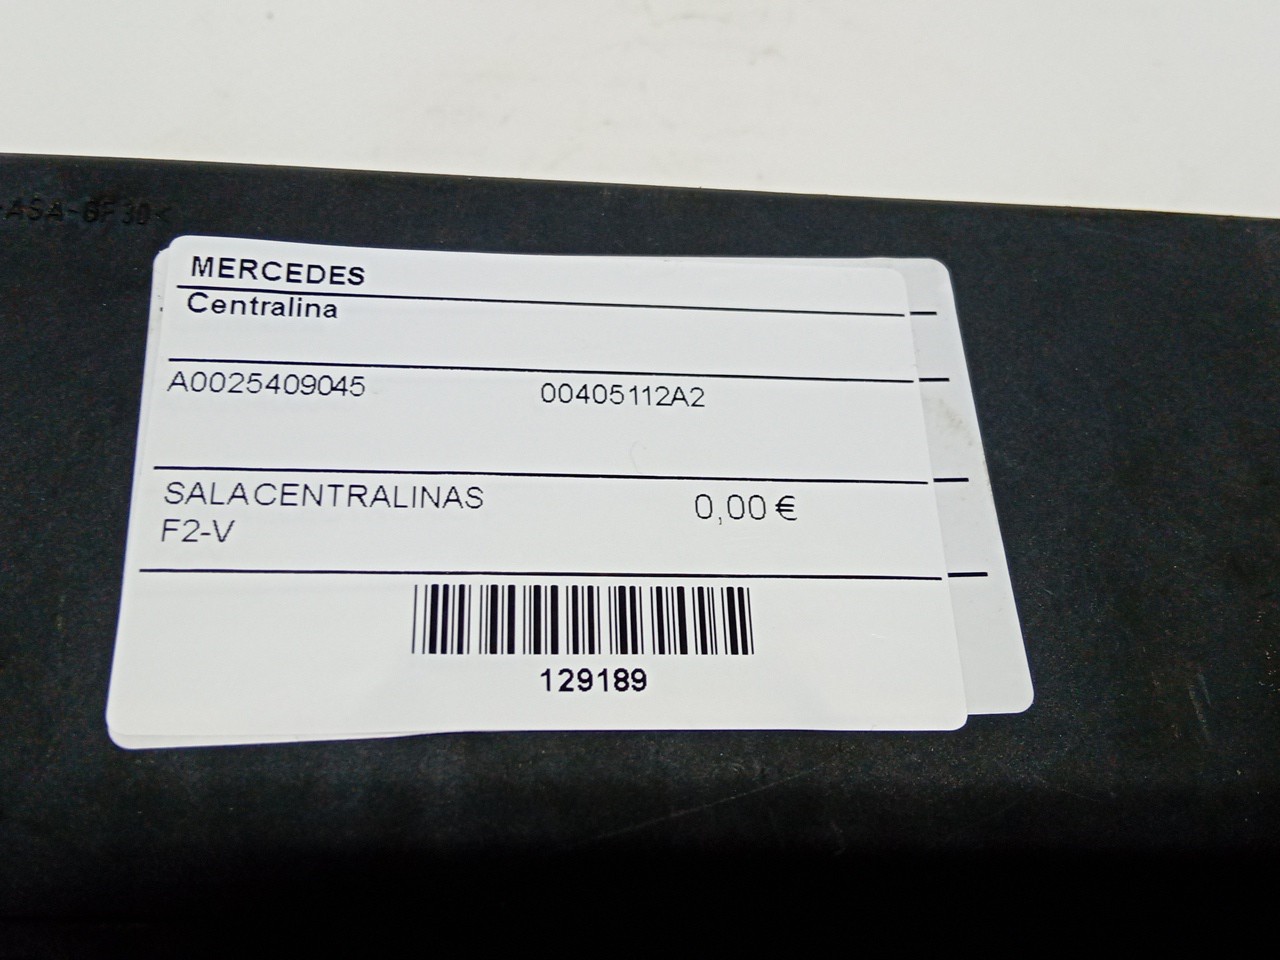 MERCEDES
Centralina
A0025409045 00405112A2
SALACENTRALINAS 0,00 €
F2-V
129189